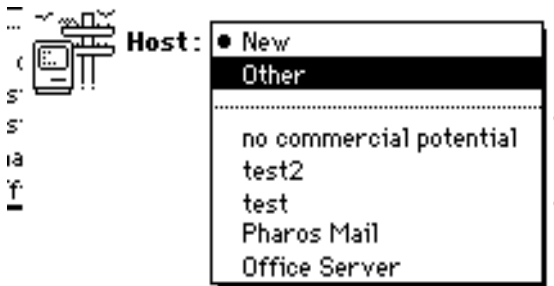 Host:
New
Other
no commercial potential
test2
test
Pharos Mail
Office Server